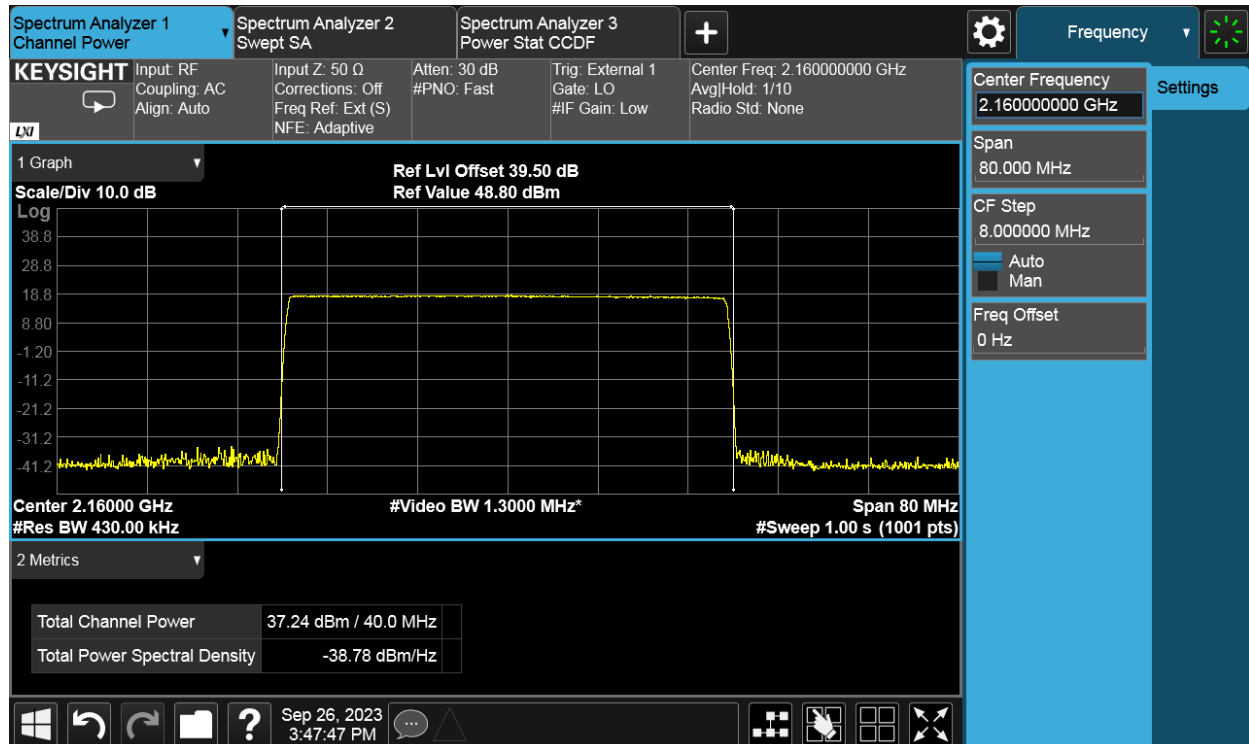 Spectrum Analyzer 1
Channel Power
Spectrum Analyzer 2
Swept SA
Spectrum Analyzer 3
Power Stat CCDF
+
Frequency
KEYSIGHT
LXI
Input: RF
Coupling: AC
Align: Auto
Input Z: 50 Ω
Corrections: Off
Freq Ref: Ext (S)
NFE: Adaptive
Atten: 30 dB
#PNO: Fast
Trig: External 1
Gate: LO
#IF Gain: Low
Center Freq: 2.160000000 GHz
Avg|Hold: 1/10
Radio Std: None
Center Frequency
2.160000000 GHz
Settings
Span
80.000 MHz
CF Step
8.000000 MHz
Auto
Man
Freq Offset
0 Hz
1 Graph
Scale/Div 10.0 dB
Ref Lvl Offset 39.50 dB
Ref Value 48.80 dBm
Log
38.8
28.8
18.8
8.80
-1.20
-11.2
-21.2
-31.2
-41.2
Center 2.16000 GHz
#Video BW 1.3000 MHz*
Span 80 MHz
#Res BW 430.00 kHz
#Sweep 1.00 s (1001 pts)
2 Metrics
Total Channel Power 37.24 dBm / 40.0 MHz
Total Power Spectral Density -38.78 dBm/Hz
?
Sep 26, 2023
3:47:47 PM